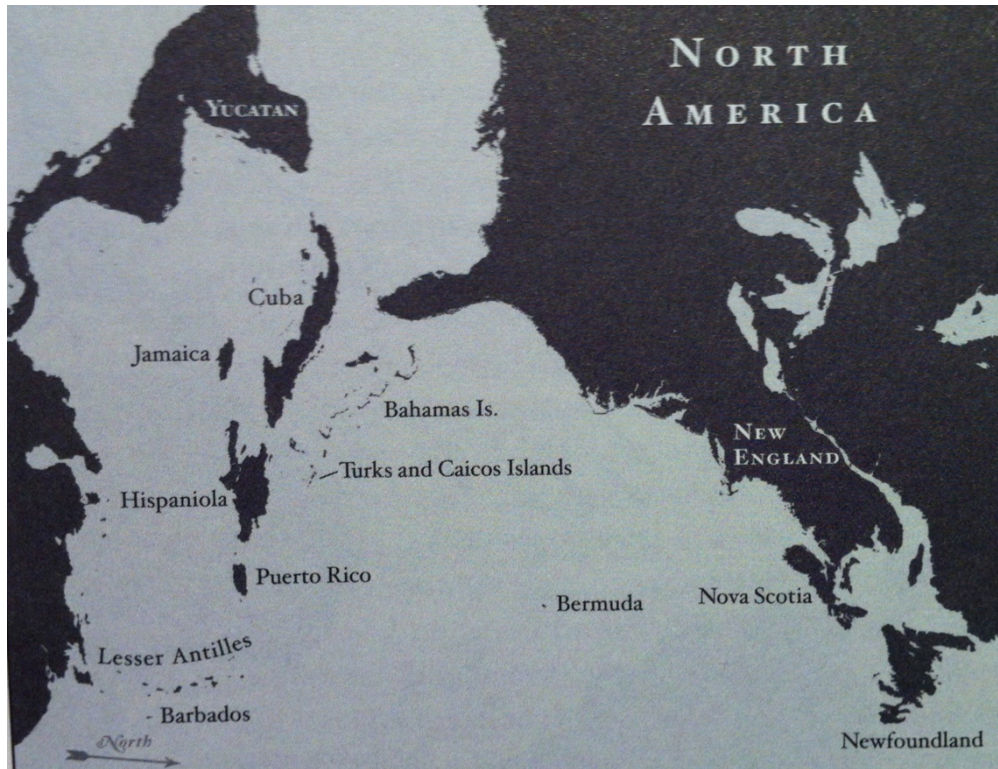 NORTH
AMERICA
YUCATAN
Cuba
Jamaica
Bahamas Is.
NEW
ENGLAND
Turks and Caicos Islands
Hispaniola
Puerto Rico
Bermuda
Nova Scotia
Lesser Antilles
Barbados
North
Newfoundland